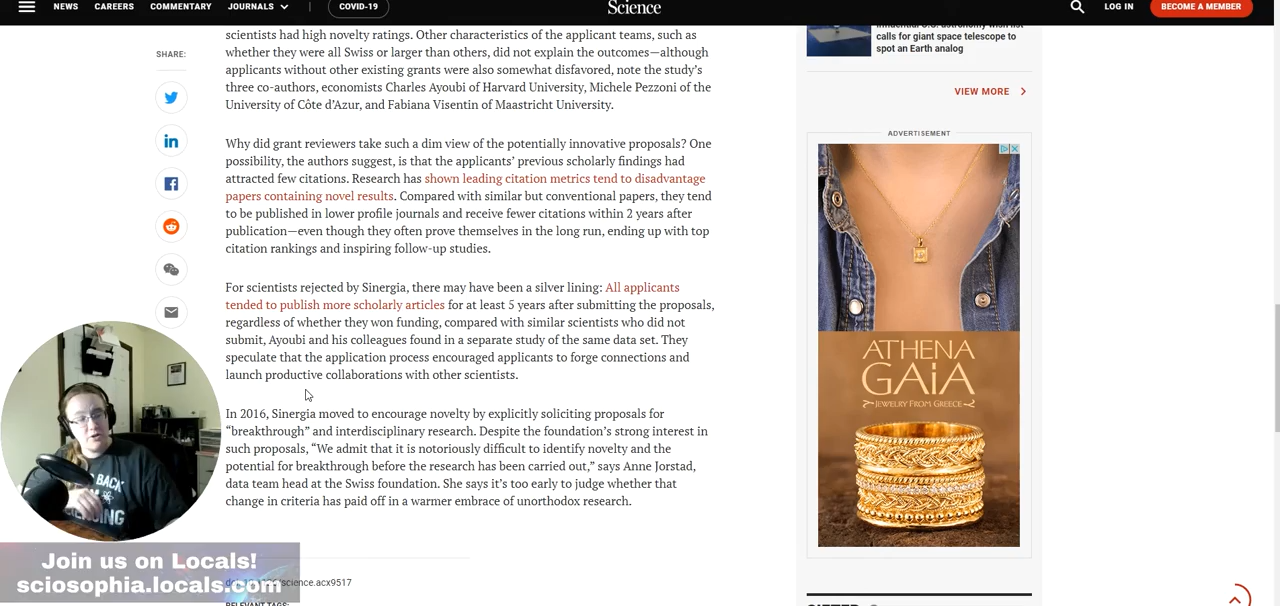 NEWS
CAREERS
COMMENTARY
JOURNALS
COVID-19
Science
LOG IN
BECOME A MEMBER
SHARE:
scientists had high novelty ratings. Other characteristics of the applicant teams, such as
whether they were all Swiss or larger than others, did not explain the outcomes—although
applicants without other existing grants were also somewhat disfavored, note the study’s
three co-authors, economists Charles Ayoubi of Harvard University, Michele Pezzoni of the
University of Côte d’Azur, and Fabiana Visentin of Maastricht University.
Why did grant reviewers take such a dim view of the potentially innovative proposals? One
possibility, the authors suggest, is that the applicants’ previous scholarly findings had
attracted few citations. Research has shown leading citation metrics tend to disadvantage
papers containing novel results. Compared with similar but conventional papers, they tend
to be published in lower profile journals and receive fewer citations within 2 years after
publication—even though they often prove themselves in the long run, ending up with top
citation rankings and inspiring follow-up studies.
For scientists rejected by Sinergia, there may have been a silver lining: All applicants
tended to publish more scholarly articles for at least 5 years after submitting the proposals,
regardless of whether they won funding, compared with similar scientists who did not
submit, Ayoubi and his colleagues found in a separate study of the same data set. They
speculate that the application process encouraged applicants to forge connections and
launch productive collaborations with other scientists.
In 2016, Sinergia moved to encourage novelty by explicitly soliciting proposals for
“breakthrough” and interdisciplinary research. Despite the foundation’s strong interest in
such proposals, “We admit that it is notoriously difficult to identify novelty and the
potential for breakthrough before the research has been carried out,” says Anne Jorstad,
data team head at the Swiss foundation. She says it’s too early to judge whether that
change in criteria has paid off in a warmer embrace of unorthodox research.
calls for giant space telescope to
spot an Earth analog
VIEW MORE
ADVERTISEMENT
ATHENA
GAiA
JEWELRY FROM GREECE
BACK
Join us on Locals!
sciosophia.locals.com
science.acx9517